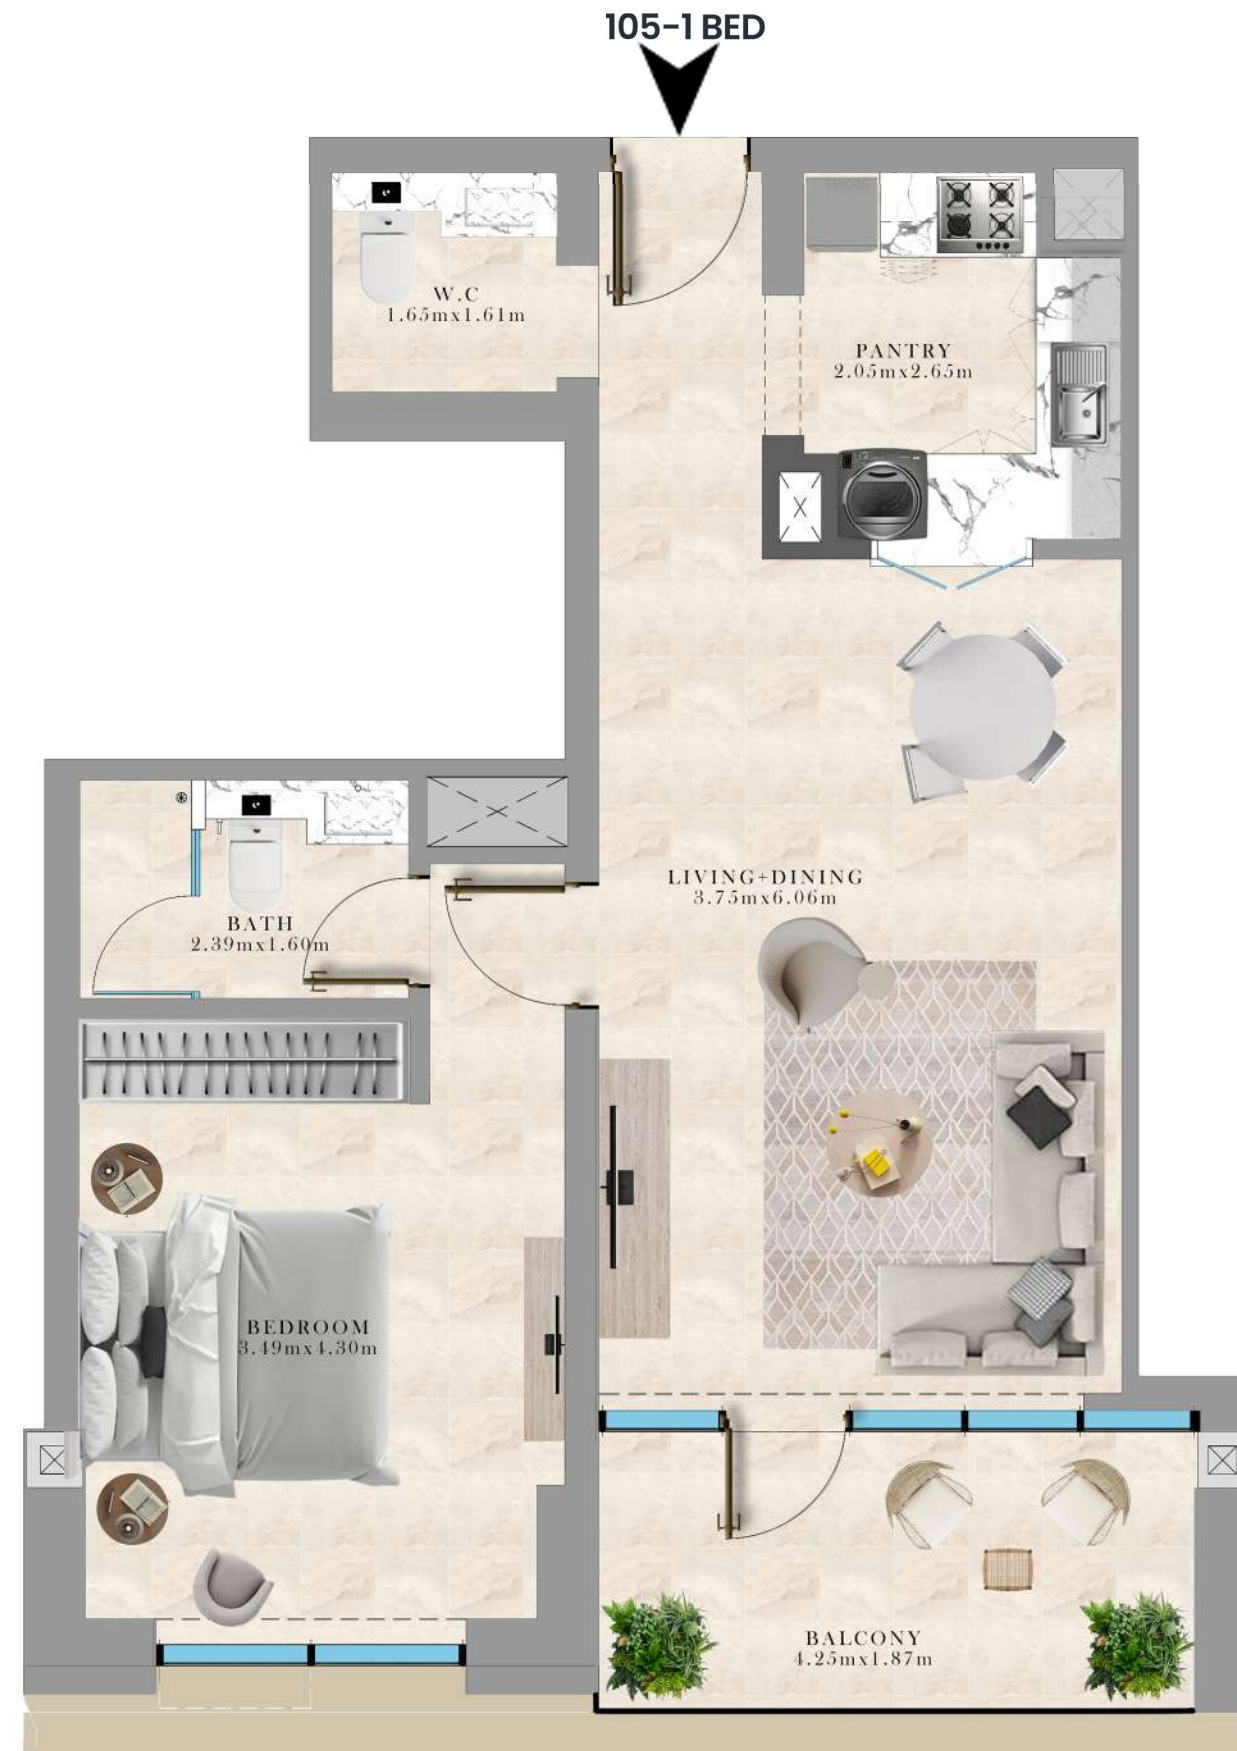 105-1 BED
FRIDGE
W.C
1.65mx1.61m
PANTRY
2.05mx2.65m
LIVING+DINING
3.75mx6.06m
BATH
2.39mx1.60m
BEDROOM
3.49mx4.30m
BALCONY
4.25mx1.87m